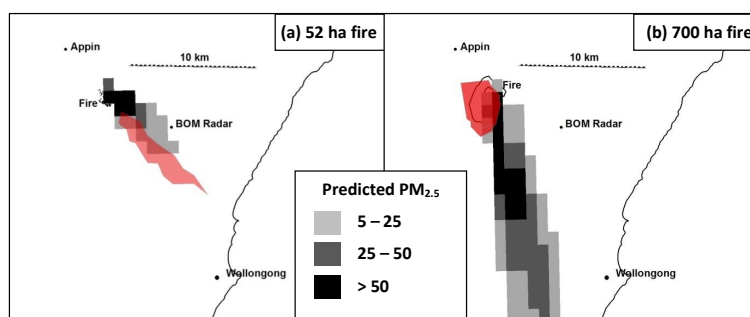 (a) 52 ha fire
Appin
10 km
Fire
BOM Radar
Wollongong
(b) 700 ha fire
Appin
10 km
Fire
BOM Radar
Wollongong
Predicted PM2.5
5 – 25
25 – 50
> 50